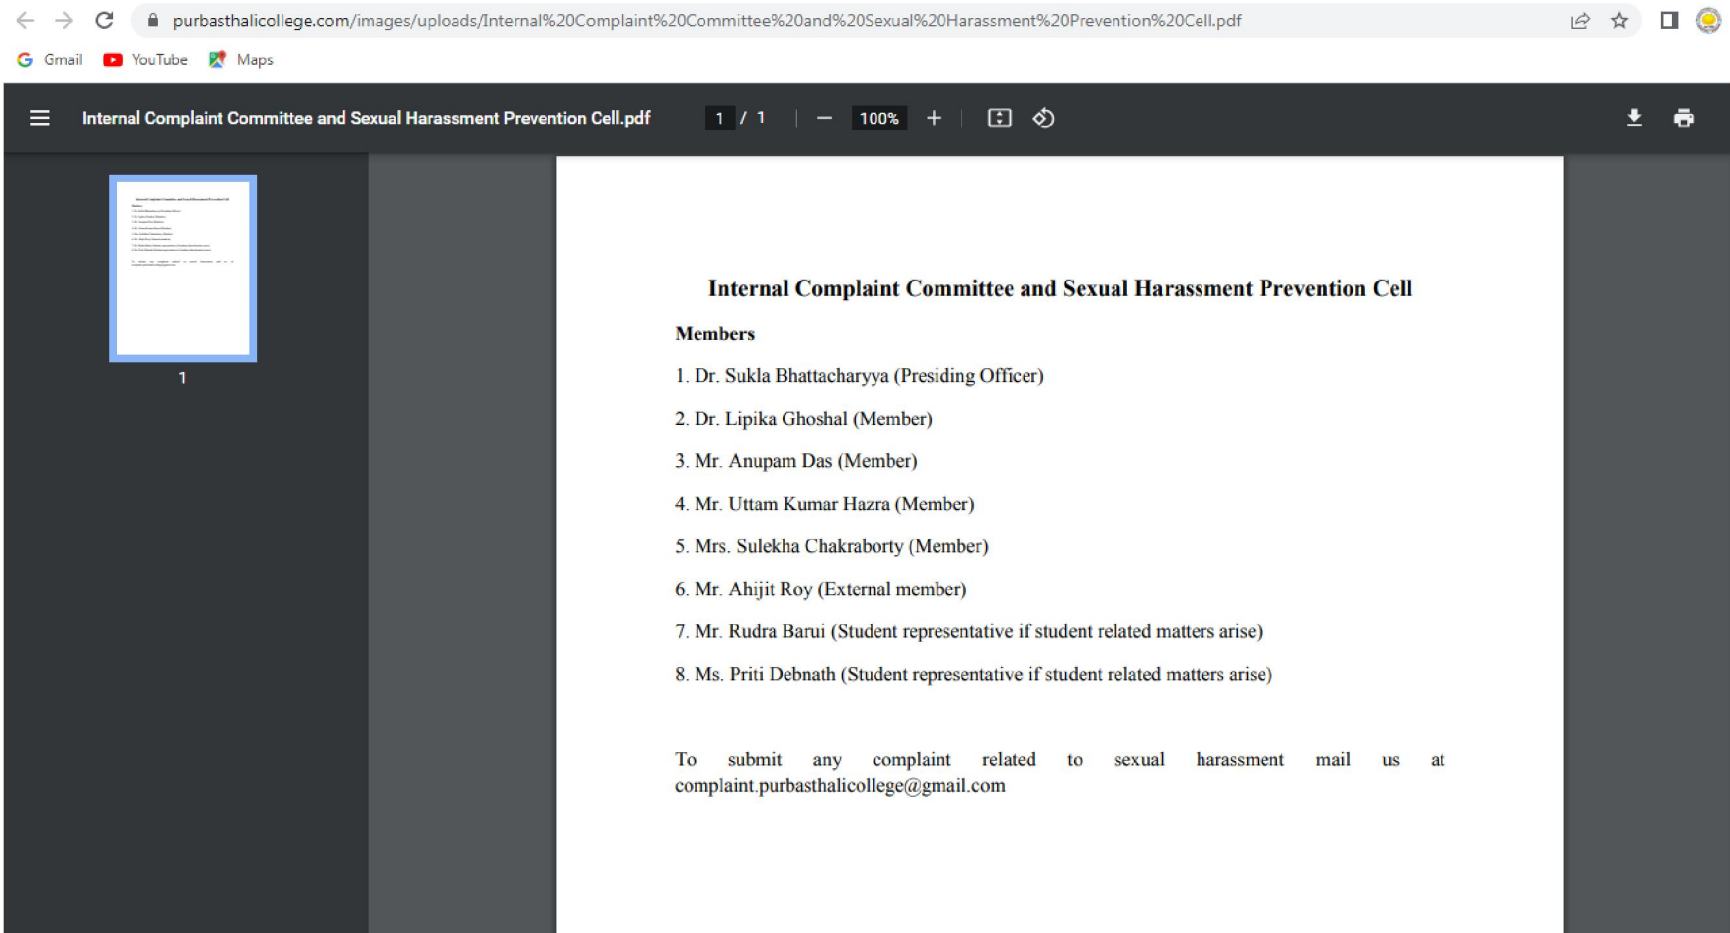 purbasthalicollege.com/images/uploads/Internal%20Complaint%20Committee%20and%20Sexual%20Harassment%20Prevention%20Cell.pdf
Gmail YouTube Maps
Internal Complaint Committee and Sexual Harassment Prevention Cell.pdf 1 / 1 100%
1
Internal Complaint Committee and Sexual Harassment Prevention Cell
Members
1. Dr. Sukla Bhattacharyya (Presiding Officer)
2. Dr. Lipika Ghoshal (Member)
3. Mr. Anupam Das (Member)
4. Mr. Uttam Kumar Hazra (Member)
5. Mrs. Sulekha Chakraborty (Member)
6. Mr. Ahijit Roy (External member)
7. Mr. Rudra Barui (Student representative if student related matters arise)
8. Ms. Priti Debnath (Student representative if student related matters arise)
To submit any complaint related to sexual harassment mail us at
complaint.purbasthalicollege@gmail.com